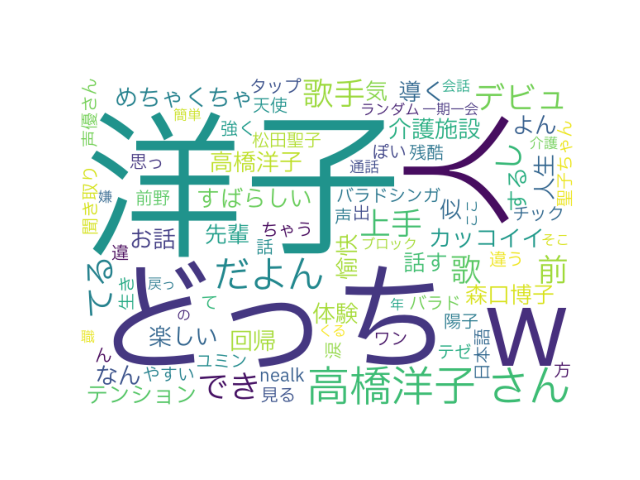 声優さん
めちゃくちゃ
簡単
強く
タップ
天使
松田聖子
歌手
気
導く
会話
ランダム
一期一会
デビュー
介護施設
よん
介護
聖子ちゃん
思っ
洋子
人
高橋洋子
通話
ぽい
残酷
するし
人生
聞き取り
嫌
前野
すばらしい
バラドシンガ
声
出
似
ここ
チック
お話
先輩
ちゃう
話
上手
カッコイイ
そこ
違
てる
だよん
愉快
ブロック
話す
歌
違う
前
生き
戻っ
どっち
w
て
の
体験
年
バラド
森口博子
職
楽しい
回帰
くる
涙
ワン
陽子
テゼ
日本語
ん
なん
やすい
ユミン
でき
nealk
見る
方
テンション
高橋洋子
さん